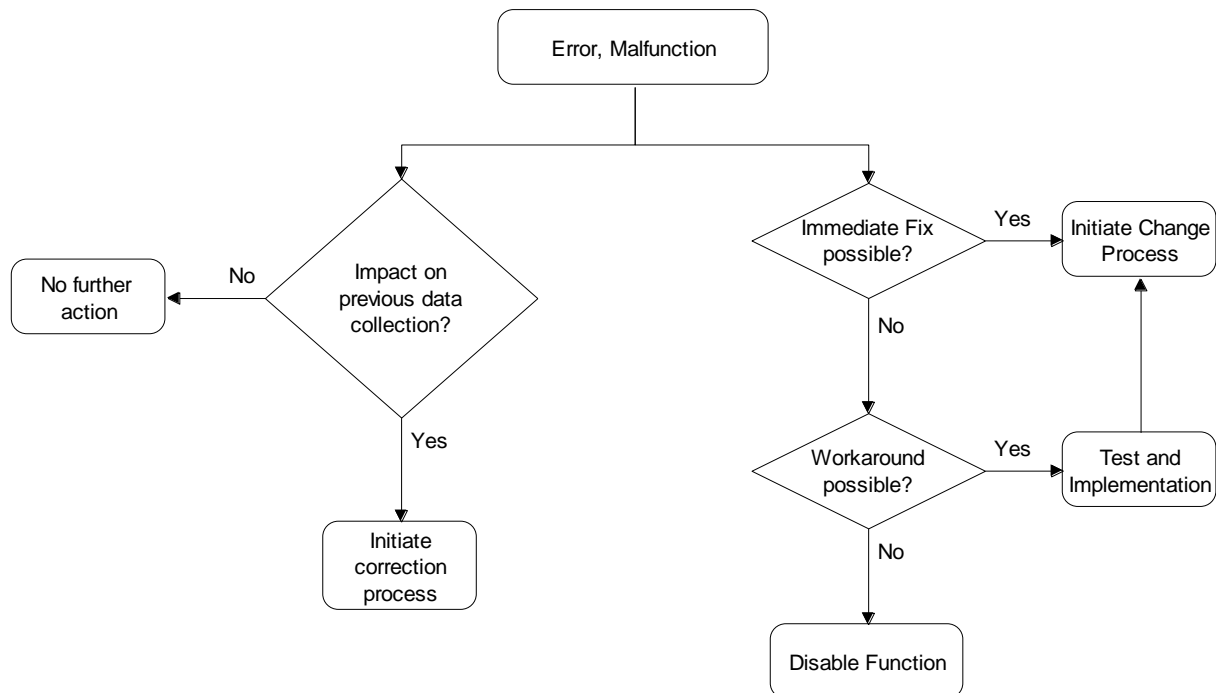 Error, Malfunction
Impact on
previous data
collection?
No
No further
action
Yes
Initiate
correction
process
Immediate Fix
possible?
Yes
Initiate Change
Process
No
Workaround
possible?
Yes
Test and
Implementation
No
Disable Function